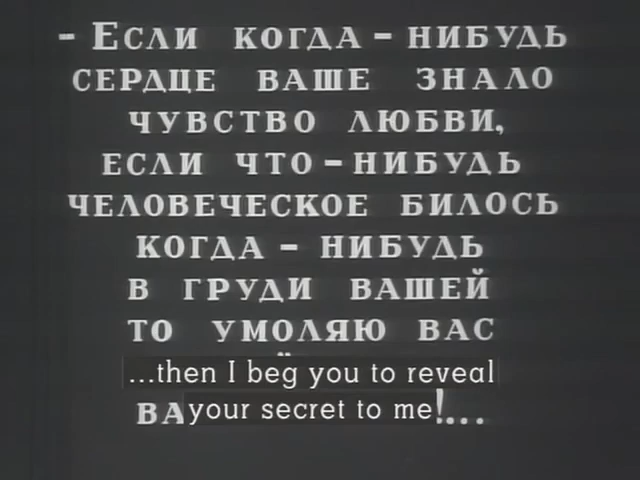 - Если когда - нибудь
сердце ваше знало
чувство любви,
если что - нибудь
человеческое билось
когда - нибудь
в груди вашей
то умоляю вас
...then I beg you to reveal
your secret to me!...